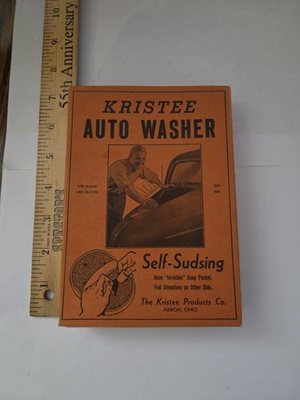 55th Anniversary
KRISTEE
AUTO WASHER
Self-Sudsing
Note "Invisible" Soap Pocket.
Full Directions on Other Side.
The Kristee Products Co.
AKRON, OHIO